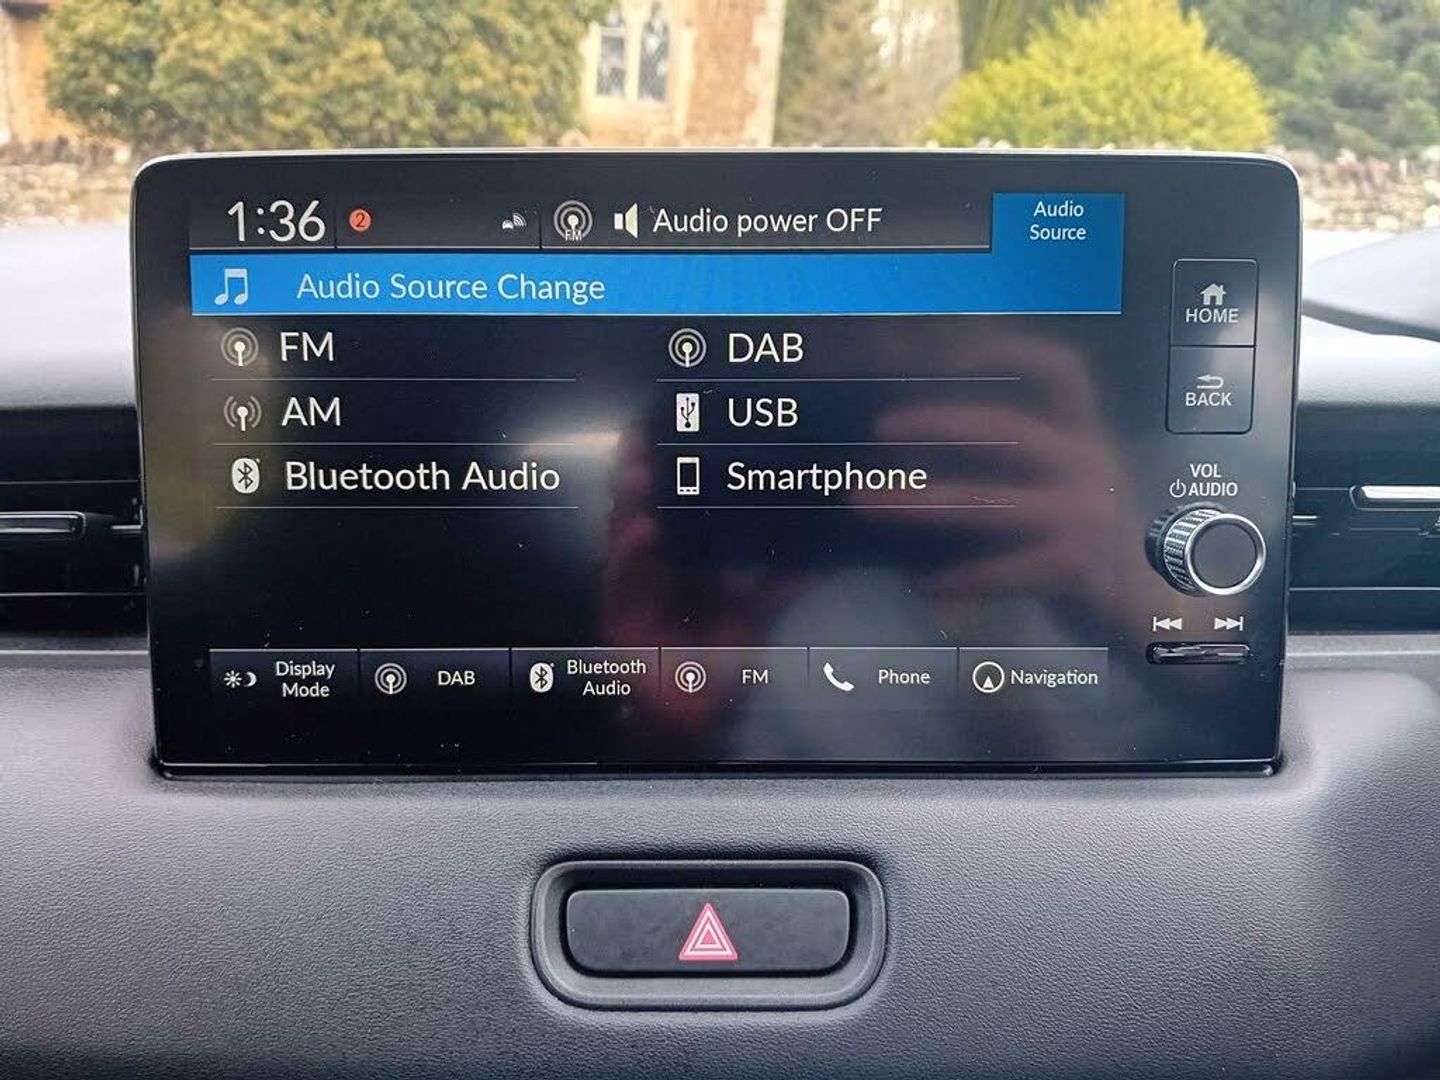 1:36 2 FM Audio power OFF
Audio
Source
Audio Source Change
FM
DAB
AM
USB
Bluetooth Audio
Smartphone
HOME
BACK
VOL
AUDIO
Display
Mode
DAB
Bluetooth
Audio
FM
Phone
Navigation